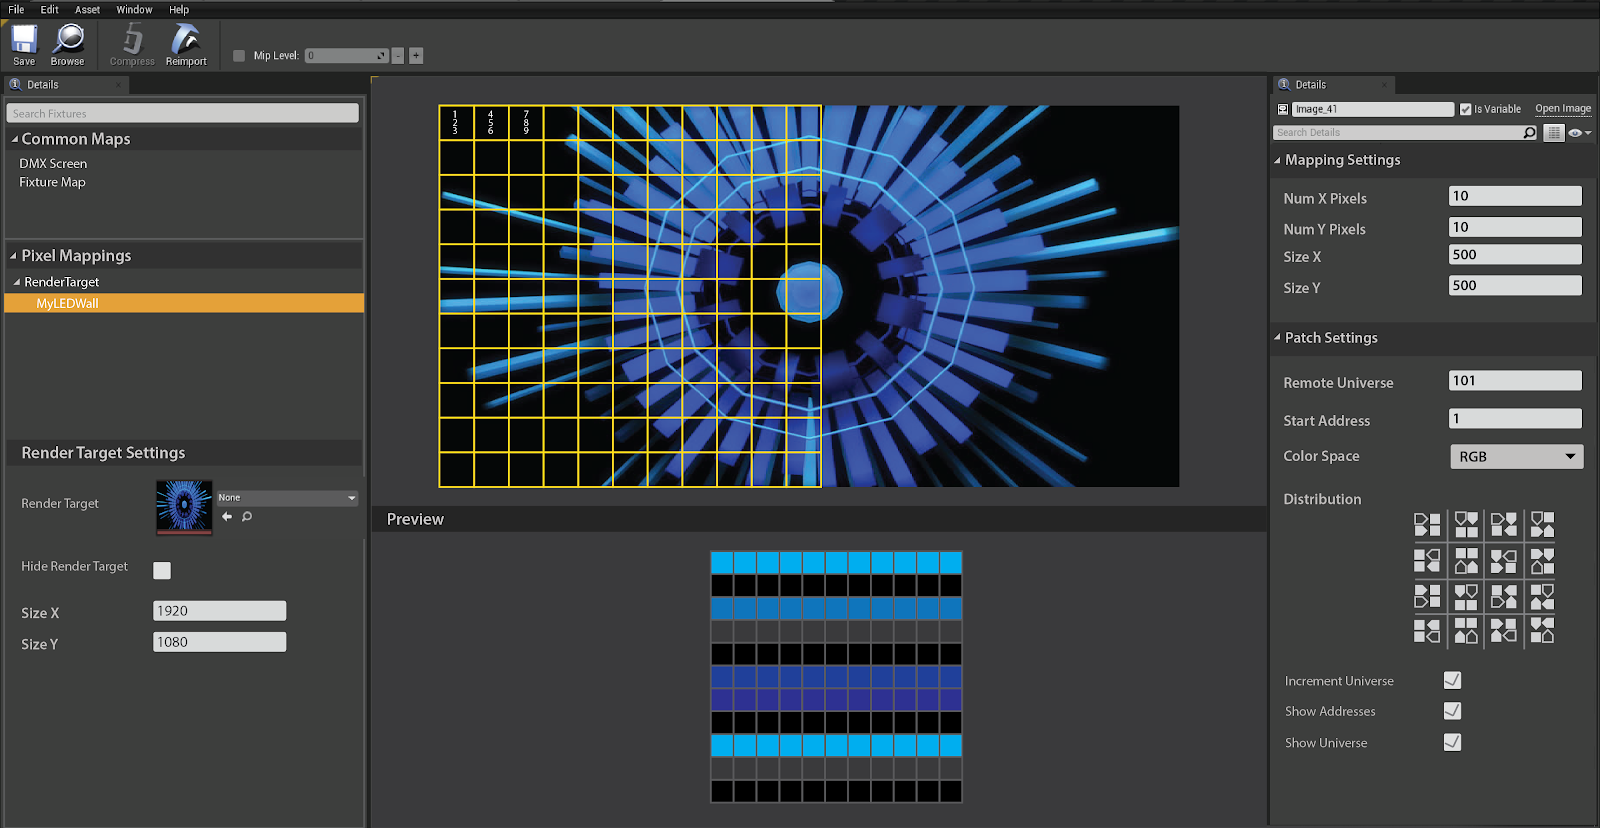 File Edit Asset Window Help
Save Browse Compress Reimport Mip Level: 0 - +
Details
Search Fixtures
Common Maps
DMX Screen
Fixture Map
Pixel Mappings
RenderTarget
MyLEDWall
Render Target Settings
Render Target None
Hide Render Target
Size X 1920
Size Y 1080
1 4 7
2 5 8
3 6 9
Preview
Details
Image_41 Is Variable Open Image
Search Details
Mapping Settings
Num X Pixels 10
Num Y Pixels 10
Size X 500
Size Y 500
Patch Settings
Remote Universe 101
Start Address 1
Color Space RGB
Distribution
Increment Universe
Show Addresses
Show Universe